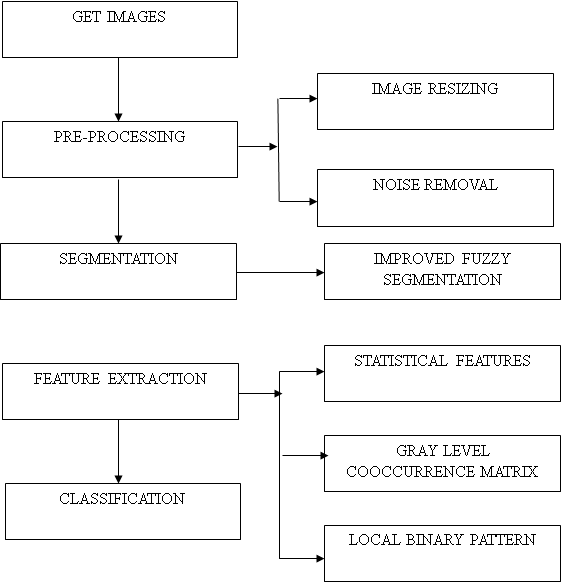 GET IMAGES
IMAGE RESIZING
PRE-PROCESSING
NOISE REMOVAL
SEGMENTATION
IMPROVED FUZZY
SEGMENTATION
STATISTICAL FEATURES
FEATURE EXTRACTION
GRAY LEVEL
COOCCURRENCE MATRIX
CLASSIFICATION
LOCAL BINARY PATTERN